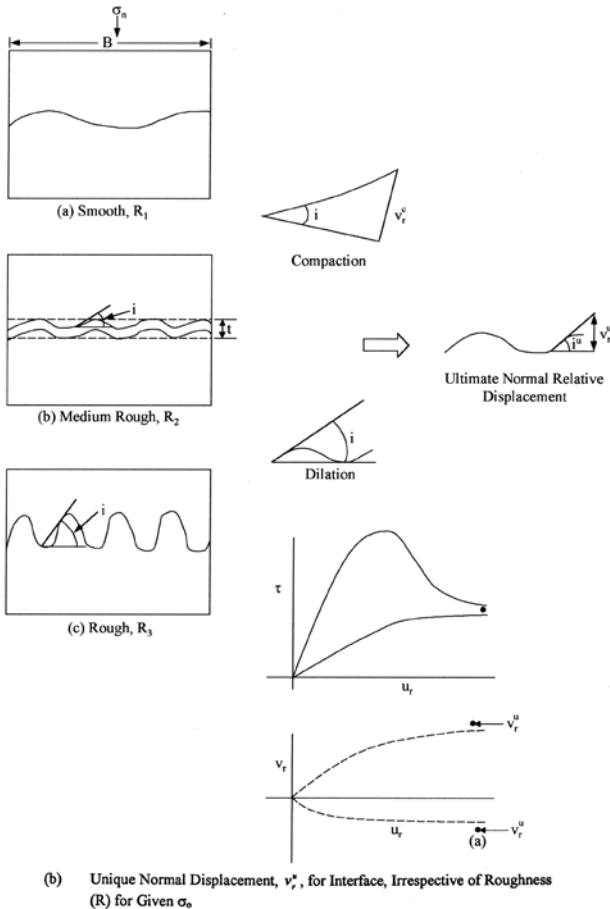 σn
B
(a) Smooth, R1
i
v_r^c
Compaction
i
t
(b) Medium Rough, R2
i^u
v_r^u
Ultimate Normal Relative
Displacement
i
Dilation
i
(c) Rough, R3
τ
u_r
v_r^u
v_r
u_r
(a)
v_r^u
(b) Unique Normal Displacement, v_r^u, for Interface, Irrespective of Roughness
(R) for Given σo